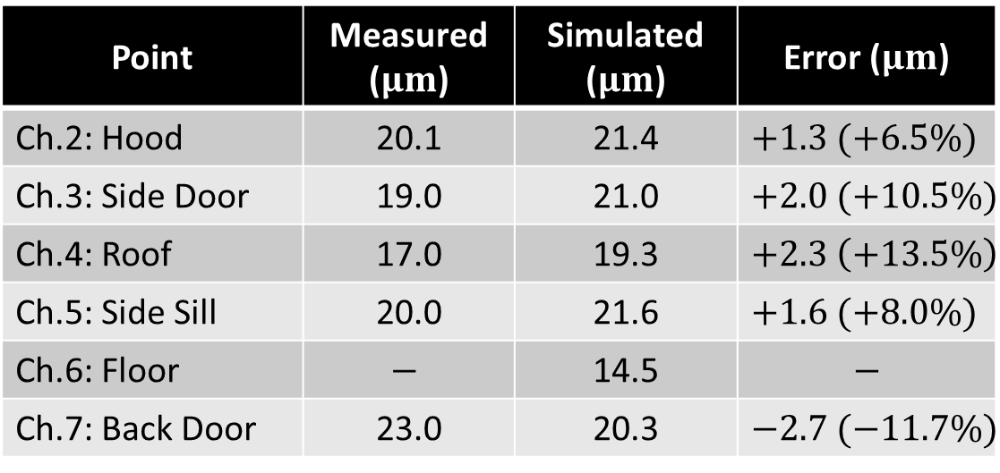 Point Measured (μm) Simulated (μm) Error (μm)
Ch.2: Hood 20.1 21.4 +1.3 (+6.5%)
Ch.3: Side Door 19.0 21.0 +2.0 (+10.5%)
Ch.4: Roof 17.0 19.3 +2.3 (+13.5%)
Ch.5: Side Sill 20.0 21.6 +1.6 (+8.0%)
Ch.6: Floor – 14.5 –
Ch.7: Back Door 23.0 20.3 −2.7 (−11.7%)